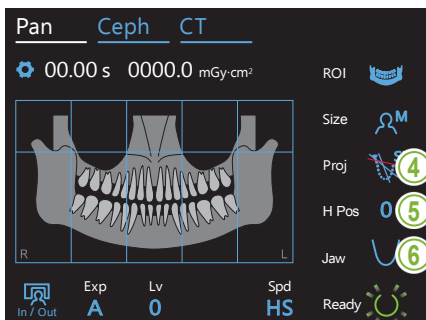 Pan Ceph CT
00.00 s 0000.0 mGy·cm²
ROI
Size M
Proj 4
H Pos 0 5
R L
Jaw 6
In / Out
Exp Lv Spd
A 0 HS
Ready